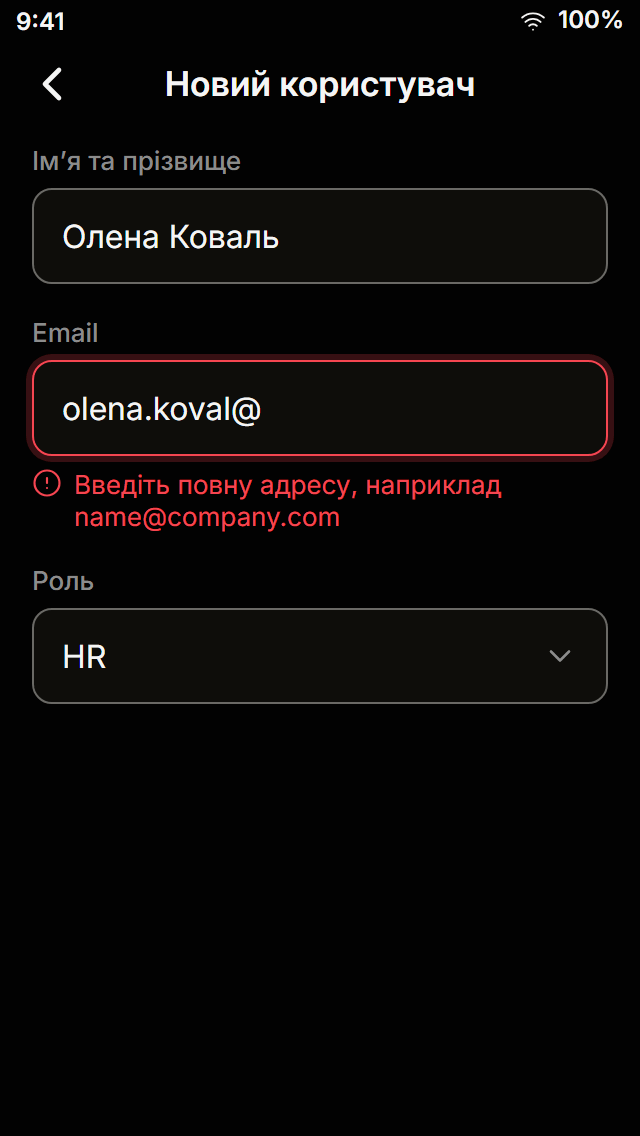 9:41 100%
Новий користувач
Ім’я та прізвище
Олена Коваль
Email
olena.koval@
Введіть повну адресу, наприклад
name@company.com
Роль
HR